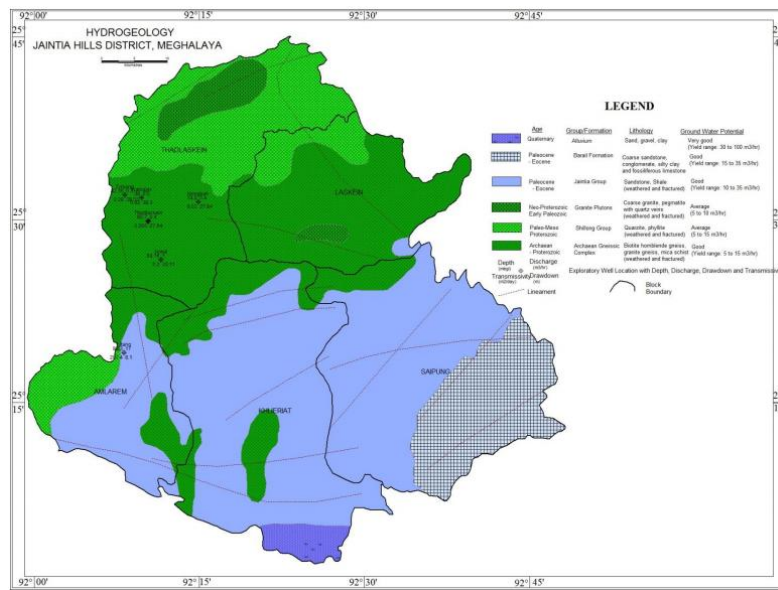 92° 00'
92° 15'
92° 30'
92° 45'
25°
45'
HYDROGEOLOGY
JAINTIA HILLS DISTRICT, MEGHALAYA
THADLASKEIN
LASKEIN
25°
30'
AMLAREM
SAIPUNG
KHLIERIAT
25°
15'
LEGEND
Age Group/Formation Lithology Ground Water Potential
Quaternary Alluvium Sand, gravel, clay Very good
(Yield range: 30 to 100 m3/hr)
Paleocene - Eocene Barail Formation Coarse sandstone, conglomerate, silty clay and fossiliferous limestone Good
(Yield range: 15 to 35 m3/hr)
Paleocene - Eocene Jaintia Group Sandstone, Shale (weathered and fractured) Good
(Yield range: 10 to 35 m3/hr)
Neo-Proterozoic Early Paleozoic Granite Plutons Coarse granite, pegmatite with quartz veins (weathered and fractured) Average
(5 to 10 m3/hr)
Paleo-Meso Proterozoic Shillong Group Quartzite, phyllite (weathered and fractured) Average
(5 to 15 m3/hr)
Archaean - Proterozoic Archaean Gneissic Complex Biotite hornblende gneiss, granite gneiss, mica schist (weathered and fractured) Good
(Yield range: 5 to 15 m3/hr)
Depth (mbgl) Discharge (m3/hr)
Transmissivity (m2/day) Drawdown (m)
Exploratory Well Location with Depth, Discharge, Drawdown and Transmissiv
Lineament
Block Boundary
92° 00'
92° 15'
92° 30'
92° 45'